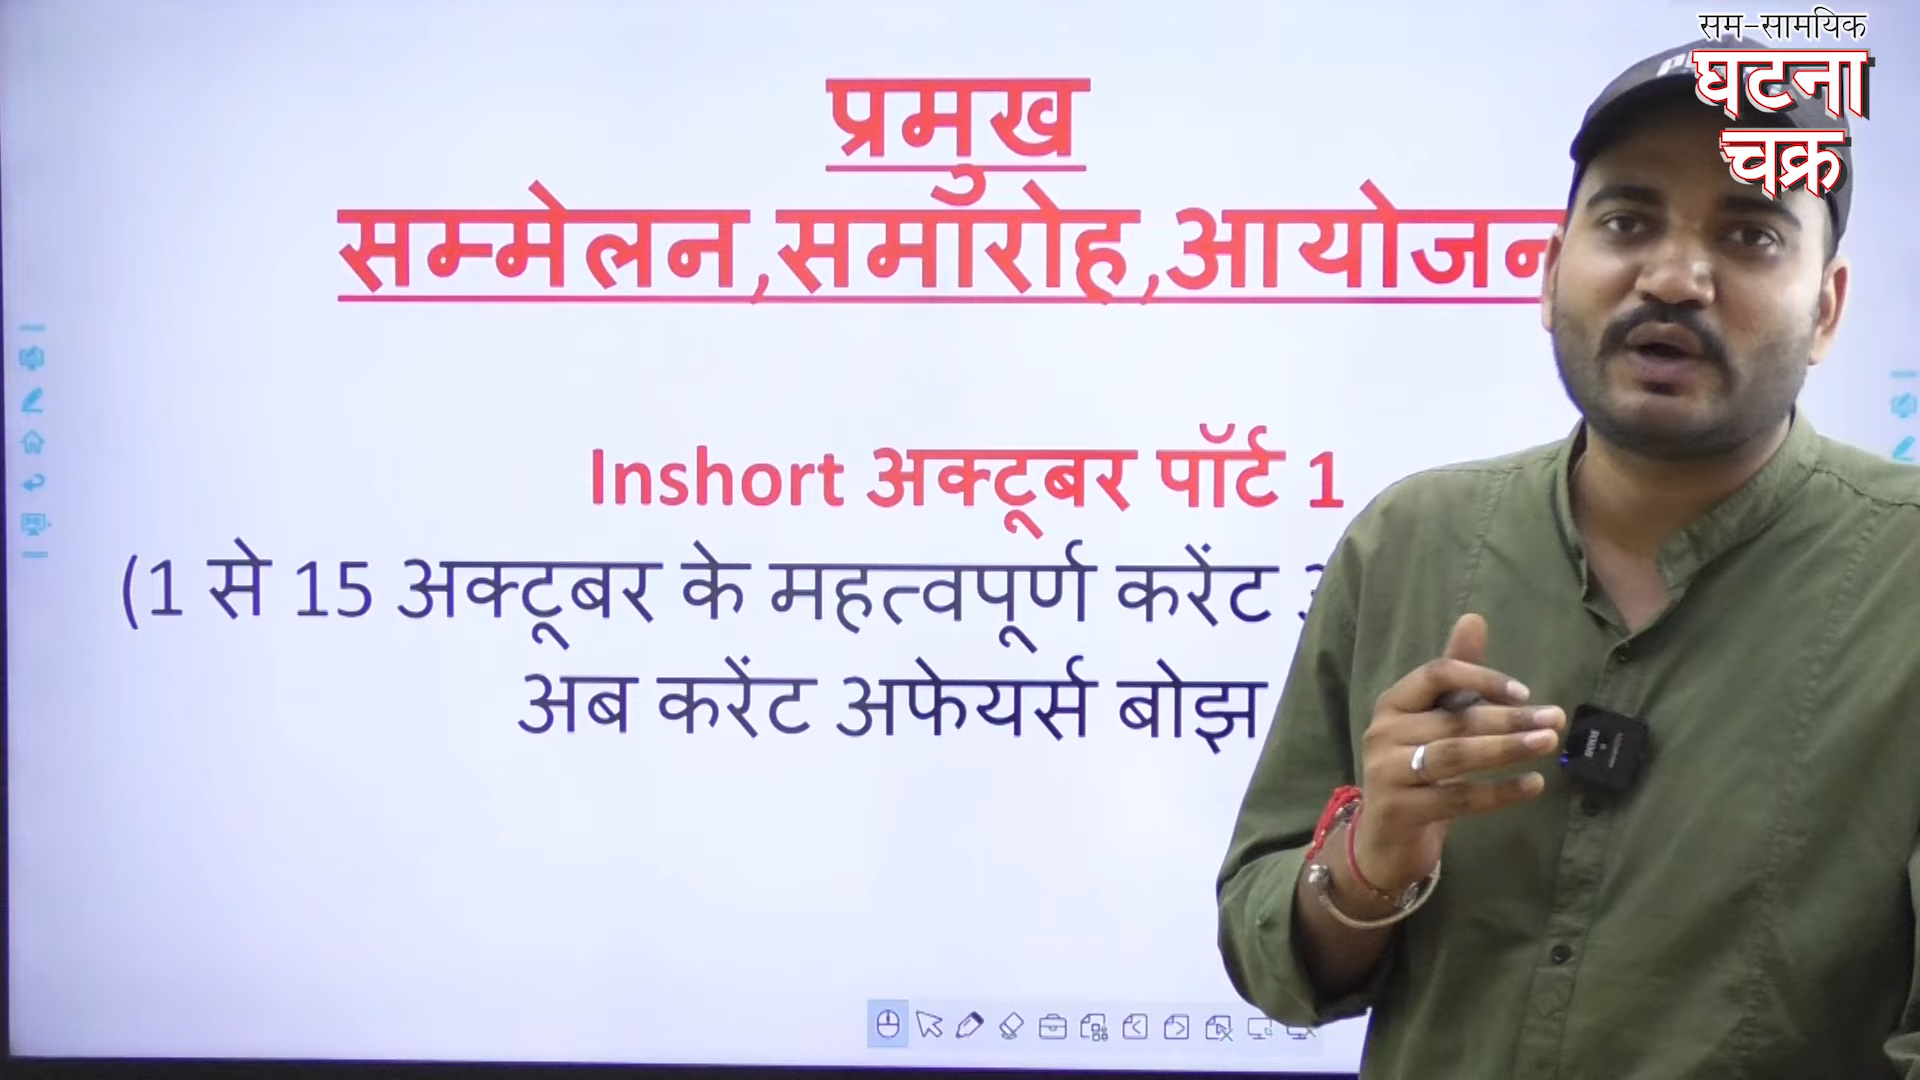 सम-सामयिक
घटना
चक्र
प्रमुख
सम्मेलन,समारोह,आयोजन
Inshort अक्टूबर पॉर्ट 1
(1 से 15 अक्टूबर के महत्वपूर्ण करेंट
अब करेंट अफेयर्स बोझ